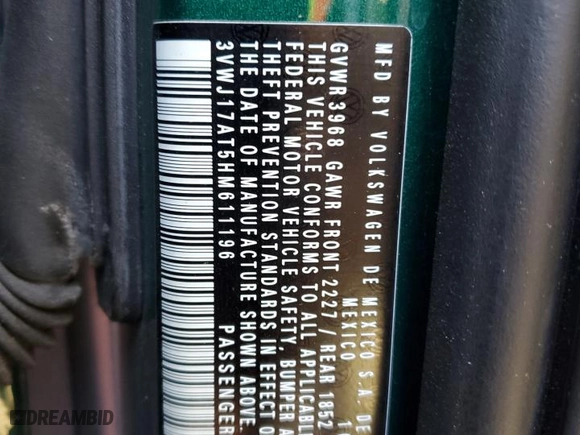 MFD BY VOLKSWAGEN DE MEXICO S.A. DE
MEXICO 1
GVWR 3968 GAWR FRONT 2227 / REAR 1852
THIS VEHICLE CONFORMS TO ALL APPLICABL
FEDERAL MOTOR VEHICLE SAFETY, BUMPER A
THEFT PREVENTION STANDARDS IN EFFECT O
THE DATE OF MANUFACTURE SHOWN ABOVE
3VWJ17AT5HM611196 PASSENGER
DREAMBID